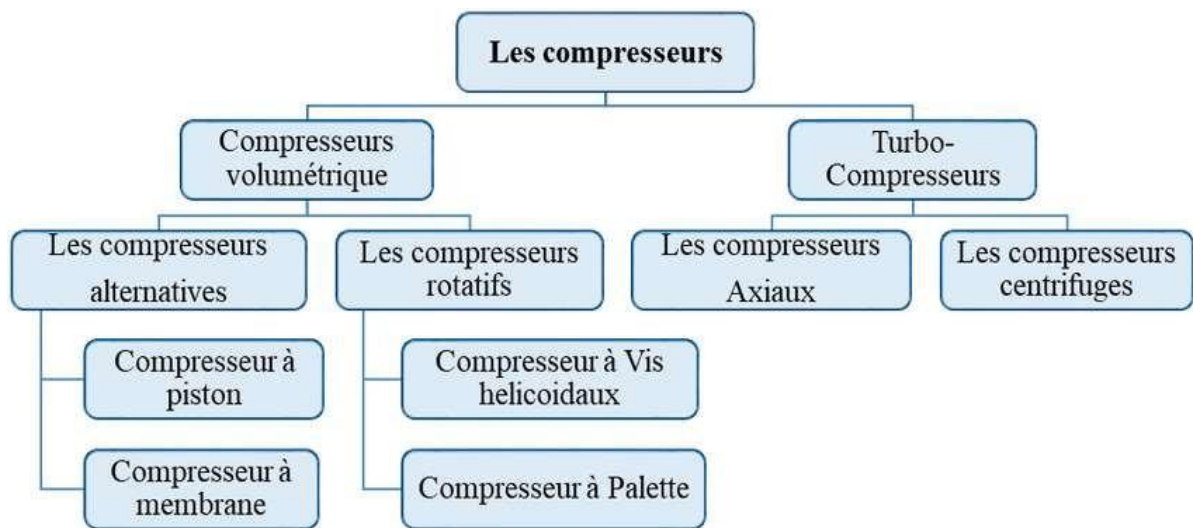 Les compresseurs
Compresseurs
volumétrique
Turbo-
Compresseurs
Les compresseurs
alternatives
Les compresseurs
rotatifs
Les compresseurs
Axiaux
Les compresseurs
centrifuges
Compresseur à
piston
Compresseur à Vis
helicoidaux
Compresseur à
membrane
Compresseur à Palette